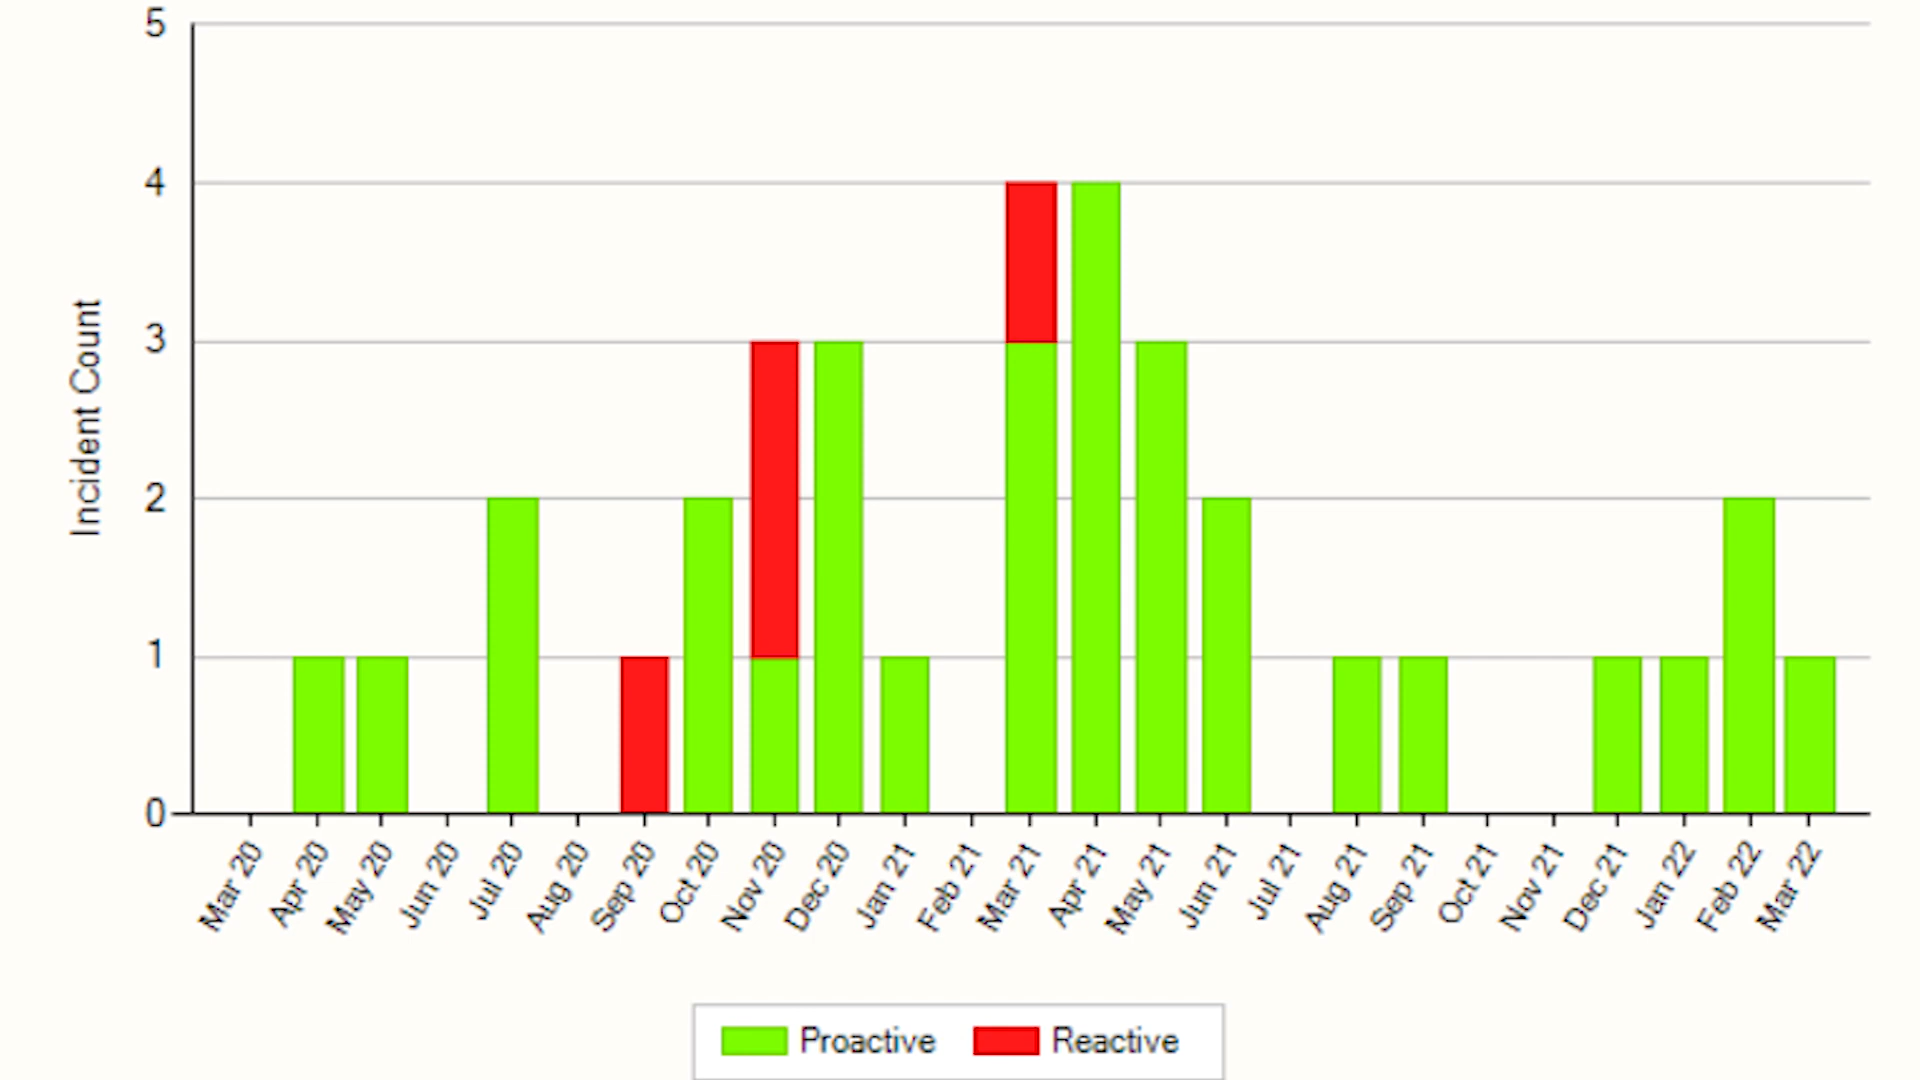 5
4
3
2
1
0
Incident Count
Mar 20
Apr 20
May 20
Jun 20
Jul 20
Aug 20
Sep 20
Oct 20
Nov 20
Dec 20
Jan 21
Feb 21
Mar 21
Apr 21
May 21
Jun 21
Jul 21
Aug 21
Sep 21
Oct 21
Nov 21
Dec 21
Jan 22
Feb 22
Mar 22
Proactive
Reactive